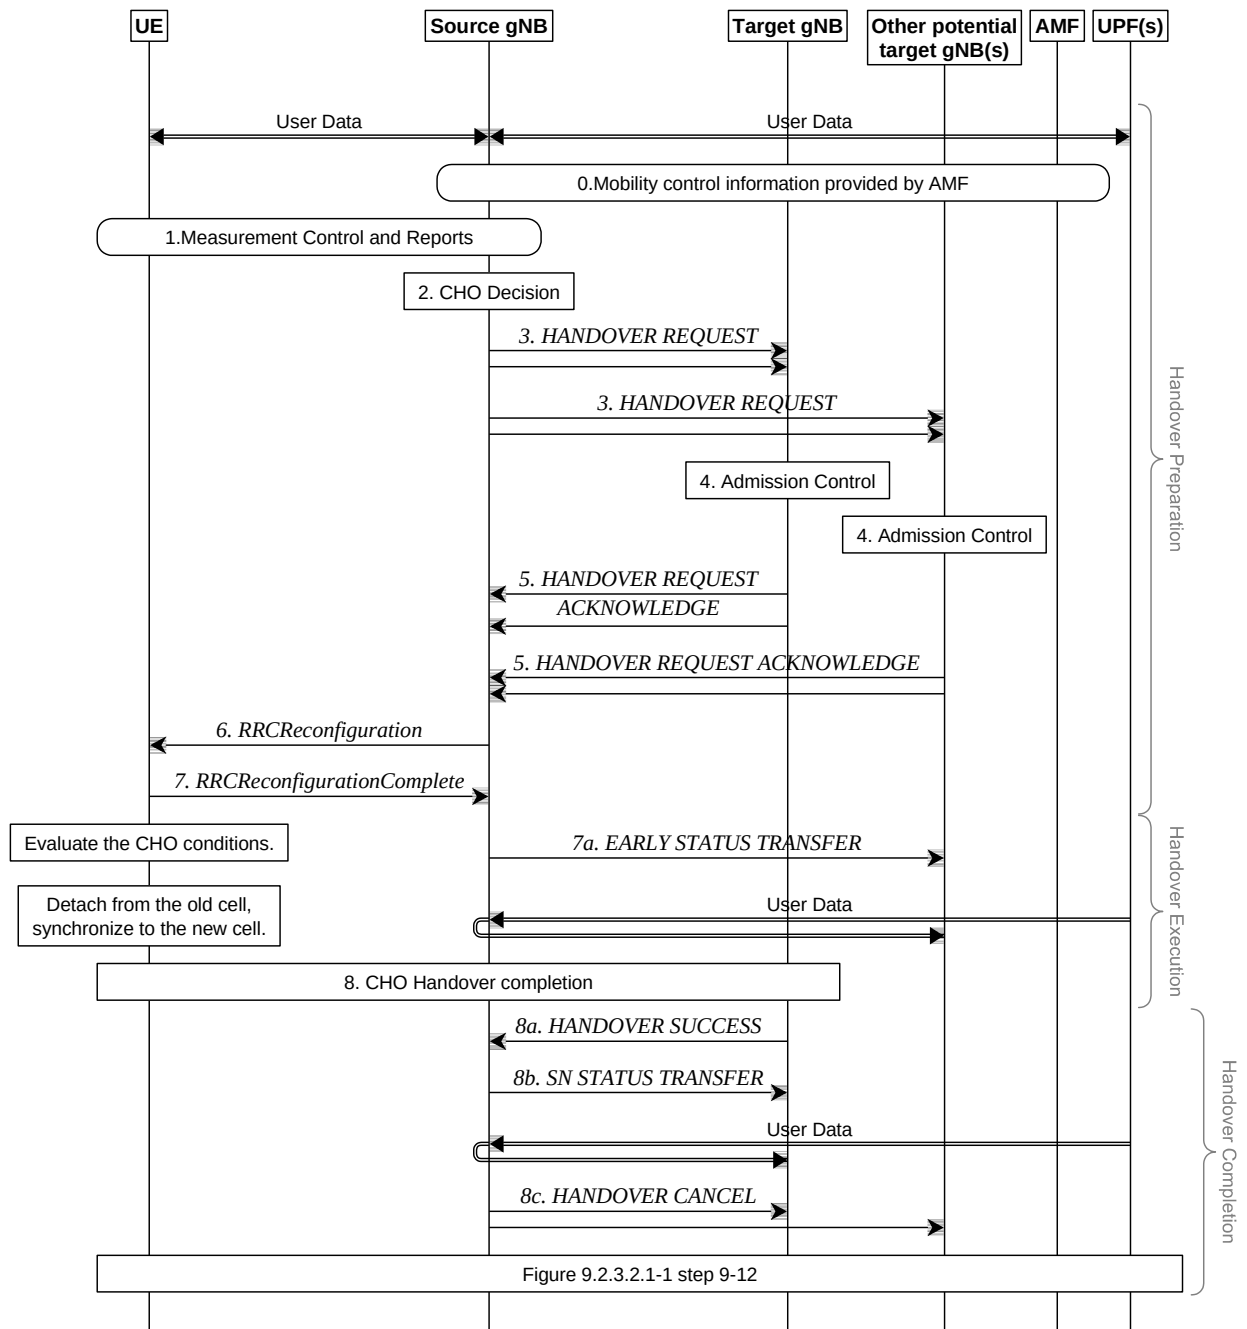 UE
Source gNB
Target gNB
Other potential
target gNB(s)
AMF
UPF(s)
User Data
User Data
0.Mobility control information provided by AMF
1.Measurement Control and Reports
2. CHO Decision
3. HANDOVER REQUEST
3. HANDOVER REQUEST
4. Admission Control
4. Admission Control
5. HANDOVER REQUEST
ACKNOWLEDGE
5. HANDOVER REQUEST ACKNOWLEDGE
6. RRCReconfiguration
7. RRCReconfigurationComplete
Handover Preparation
Evaluate the CHO conditions.
7a. EARLY STATUS TRANSFER
Detach from the old cell,
synchronize to the new cell.
User Data
8. CHO Handover completion
Handover Execution
8a. HANDOVER SUCCESS
8b. SN STATUS TRANSFER
User Data
8c. HANDOVER CANCEL
Figure 9.2.3.2.1-1 step 9-12
Handover Completion